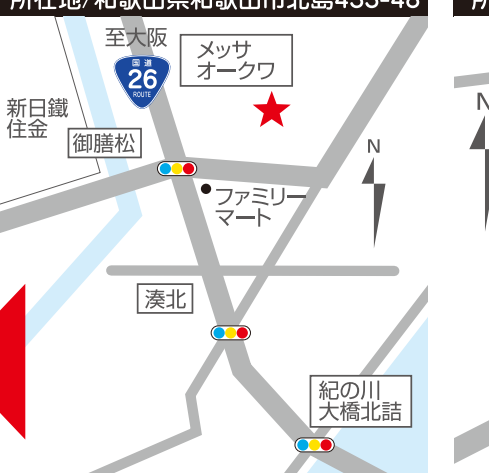 所在地/和歌山県和歌山市北島453-48
所
至大阪
メッサ
オークワ
国道
26
ROUTE
新日鐵
住金
御膳松
N
N
ファミリー
マート
湊北
紀の川
大橋北詰